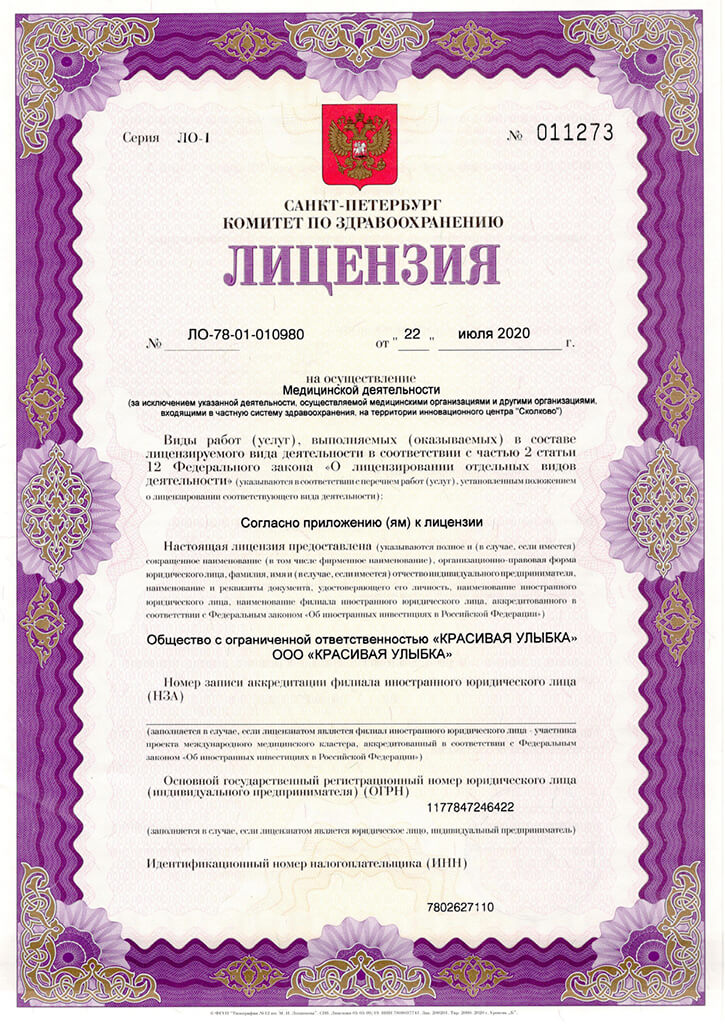 Серия ЛО-1
№ 011273
САНКТ-ПЕТЕРБУРГ
КОМИТЕТ ПО ЗДРАВООХРАНЕНИЮ
ЛИЦЕНЗИЯ
№ ЛО-78-01-010980 от " 22 " июля 2020 г.
на осуществление
Медицинской деятельности
(за исключением указанной деятельности, осуществляемой медицинскими организациями и другими организациями,
входящими в частную систему здравоохранения, на территории инновационного центра "Сколково")
Виды работ (услуг), выполняемых (оказываемых) в составе
лицензируемого вида деятельности в соответствии с частью 2 статьи
12 Федерального закона «О лицензировании отдельных видов
деятельности» (указываются в соответствии с перечнем работ (услуг), установленным положением
о лицензировании соответствующего вида деятельности):
Согласно приложению (ям) к лицензии
Настоящая лицензия предоставлена (указываются полное и (в случае, если имеется)
сокращенное наименование (в том числе фирменное наименование), организационно-правовая форма
юридического лица, фамилия, имя и (в случае, если имеется) отчество индивидуального предпринимателя,
наименование и реквизиты документа, удостоверяющего его личность, наименование иностранного
юридического лица, наименование филиала иностранного юридического лица, аккредитованного в
соответствии с Федеральным законом «Об иностранных инвестициях в Российской Федерации»)
Общество с ограниченной ответственностью «КРАСИВАЯ УЛЫБКА»
ООО «КРАСИВАЯ УЛЫБКА»
Номер записи аккредитации филиала иностранного юридического лица
(НЗА)
(заполняется в случае, если лицензиатом является филиал иностранного юридического лица - участника
проекта международного медицинского кластера, аккредитованный в соответствии с Федеральным
законом «Об иностранных инвестициях в Российской Федерации»)
Основной государственный регистрационный номер юридического лица
(индивидуального предпринимателя) (ОГРН)
1177847246422
(заполняется в случае, если лицензиатом является юридическое лицо, индивидуальный предприниматель)
Идентификационный номер налогоплательщика (ИНН)
7802627110